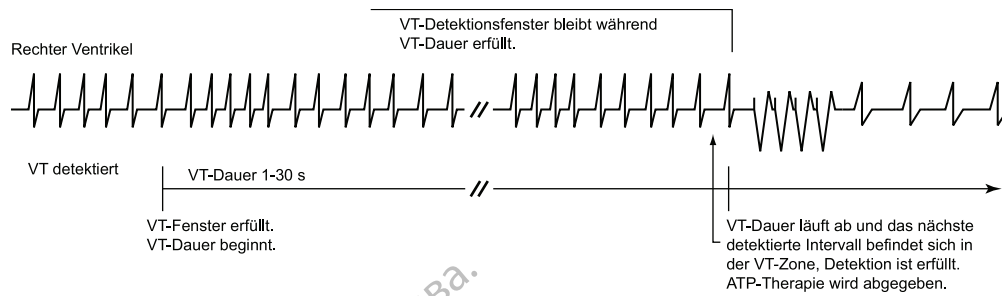 VT-Detektionsfenster bleibt während
VT-Dauer erfüllt.
Rechter Ventrikel
VT detektiert
VT-Dauer 1-30 s
VT-Fenster erfüllt.
VT-Dauer beginnt.
VT-Dauer läuft ab und das nächste
detektierte Intervall befindet sich in
der VT-Zone, Detektion ist erfüllt.
ATP-Therapie wird abgegeben.